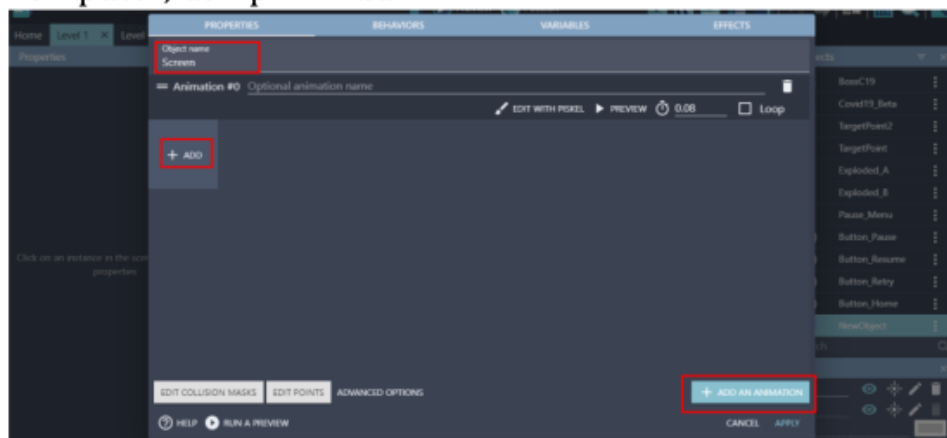 PROPERTIES BEHAVIORS VARIABLES EFFECTS
Home Level 1 × Level
Properties
Object name
Screen
Animation #0 Optional animation name
EDIT WITH PISKEL PREVIEW 0.08 Loop
+ ADD
BossC19
Covid19_Beta
TargetPoint2
TargetPoint
Exploded_A
Exploded_B
Pause_Menu
Button_Pause
Button_Resume
Button_Retry
Button_Home
NewObject
Click on an instance in the scen
properties
EDIT COLLISION MASKS EDIT POINTS ADVANCED OPTIONS + ADD AN ANIMATION
HELP RUN A PREVIEW CANCEL APPLY